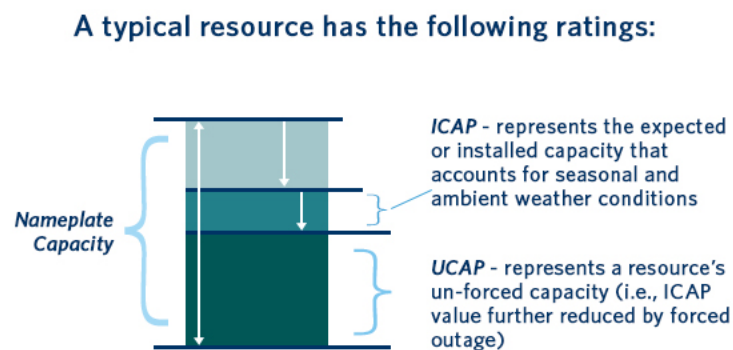 A typical resource has the following ratings:
ICAP - represents the expected
or installed capacity that
accounts for seasonal and
ambient weather conditions
Nameplate
Capacity
UCAP - represents a resource's
un-forced capacity (i.e., ICAP
value further reduced by forced
outage)